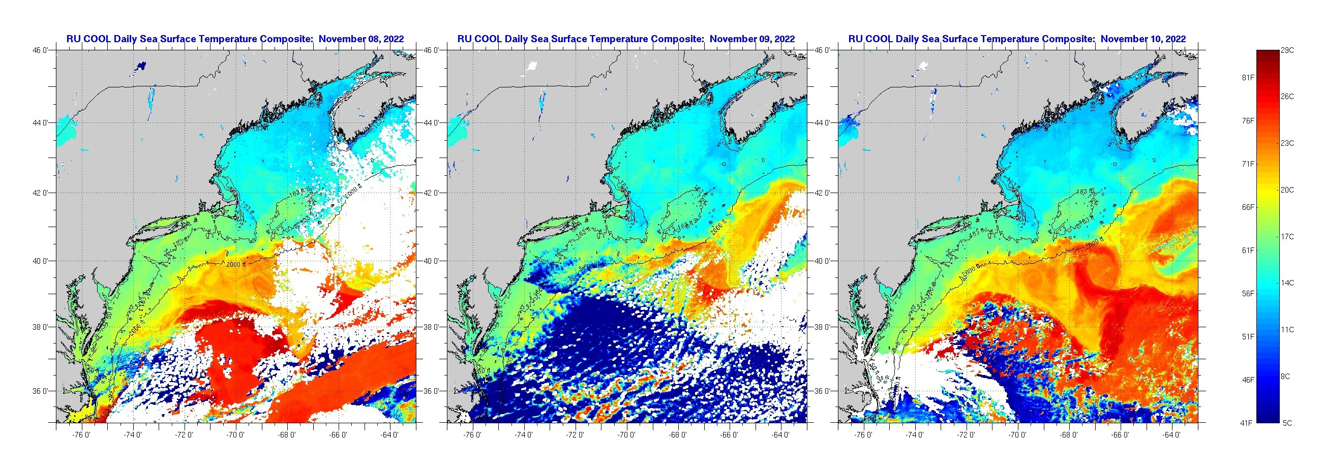 RU COOL Daily Sea Surface Temperature Composite: November 08, 2022
RU COOL Daily Sea Surface Temperature Composite: November 09, 2022
RU COOL Daily Sea Surface Temperature Composite: November 10, 2022
46 0'
44 0'
42 0'
40 0'
38 0'
36 0'
-76 0'
-74 0'
-72 0'
-70 0'
-68 0'
-66 0'
-64 0'
2000 ft
46 0'
44 0'
42 0'
40 0'
38 0'
36 0'
-76 0'
-74 0'
-72 0'
-70 0'
-68 0'
-66 0'
-64 0'
183 ft
2000 ft
46 0'
44 0'
42 0'
40 0'
38 0'
36 0'
-76 0'
-74 0'
-72 0'
-70 0'
-68 0'
-66 0'
-64 0'
183 ft
2000 ft
29C
81F
26C
76F
23C
71F
20C
66F
17C
61F
14C
56F
11C
51F
8C
46F
5C
41F